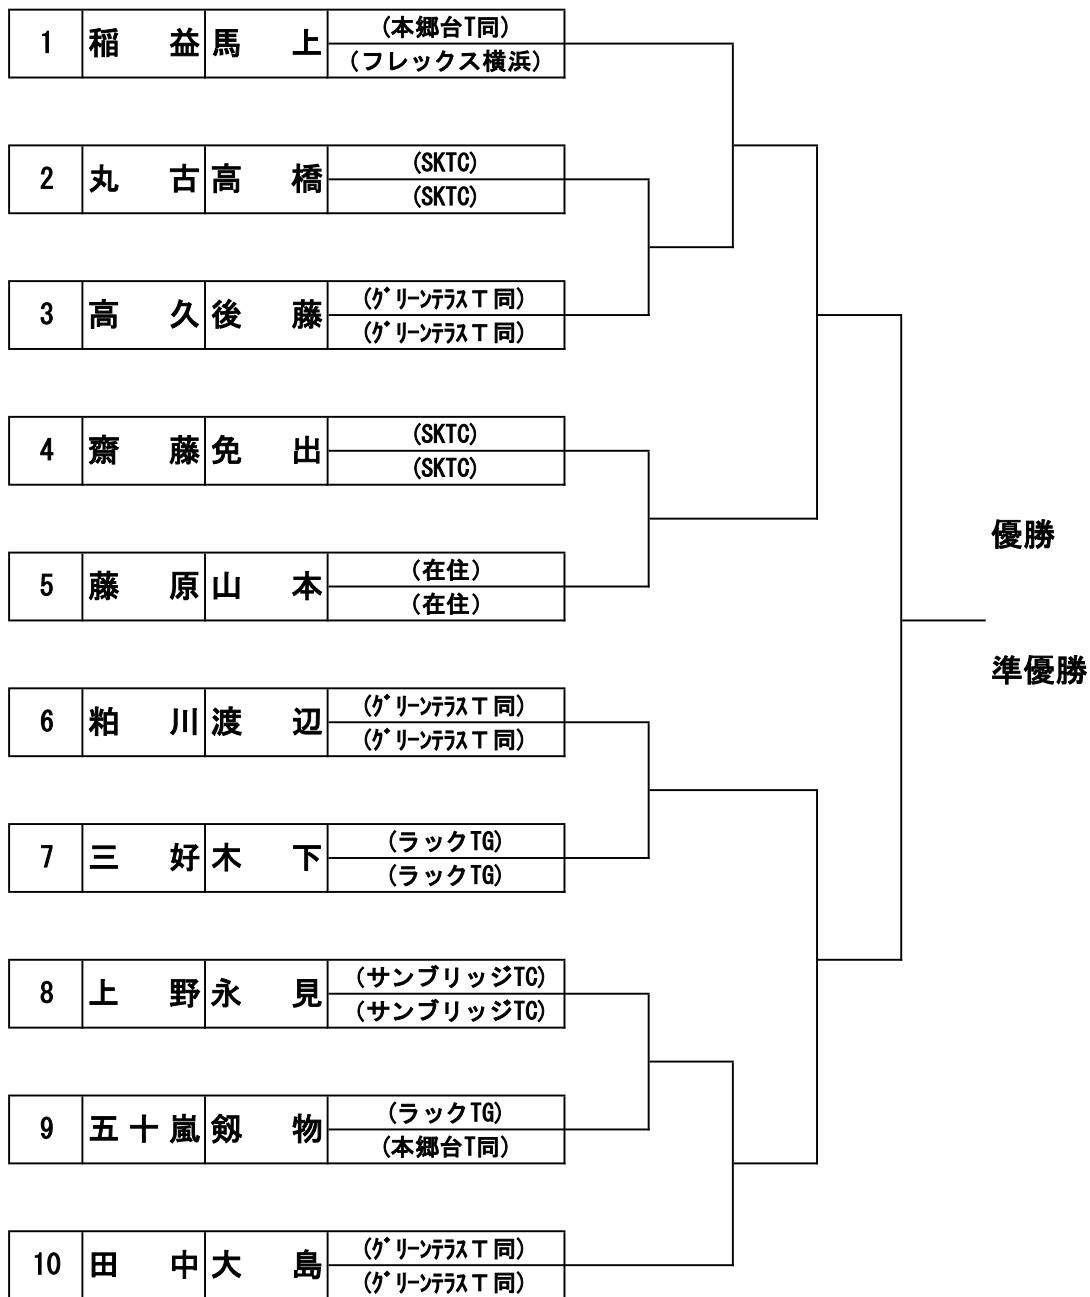 1 稲 益 馬 上 (本郷台T同)
(フレックス横浜)
2 丸 古 高 橋 (SKTC)
(SKTC)
3 高 久 後 藤 (ｸﾞﾘｰﾝﾃﾗｽT同)
(ｸﾞﾘｰﾝﾃﾗｽT同)
4 齋 藤 免 出 (SKTC)
(SKTC)
優勝
5 藤 原 山 本 (在住)
(在住)
準優勝
6 粕 川 渡 辺 (ｸﾞﾘｰﾝﾃﾗｽT同)
(ｸﾞﾘｰﾝﾃﾗｽT同)
7 三 好 木 下 (ラックTG)
(ラックTG)
8 上 野 永 見 (サンブリッジTC)
(サンブリッジTC)
9 五十嵐 剱 物 (ラックTG)
(本郷台T同)
10 田 中 大 島 (ｸﾞﾘｰﾝﾃﾗｽT同)
(ｸﾞﾘｰﾝﾃﾗｽT同)